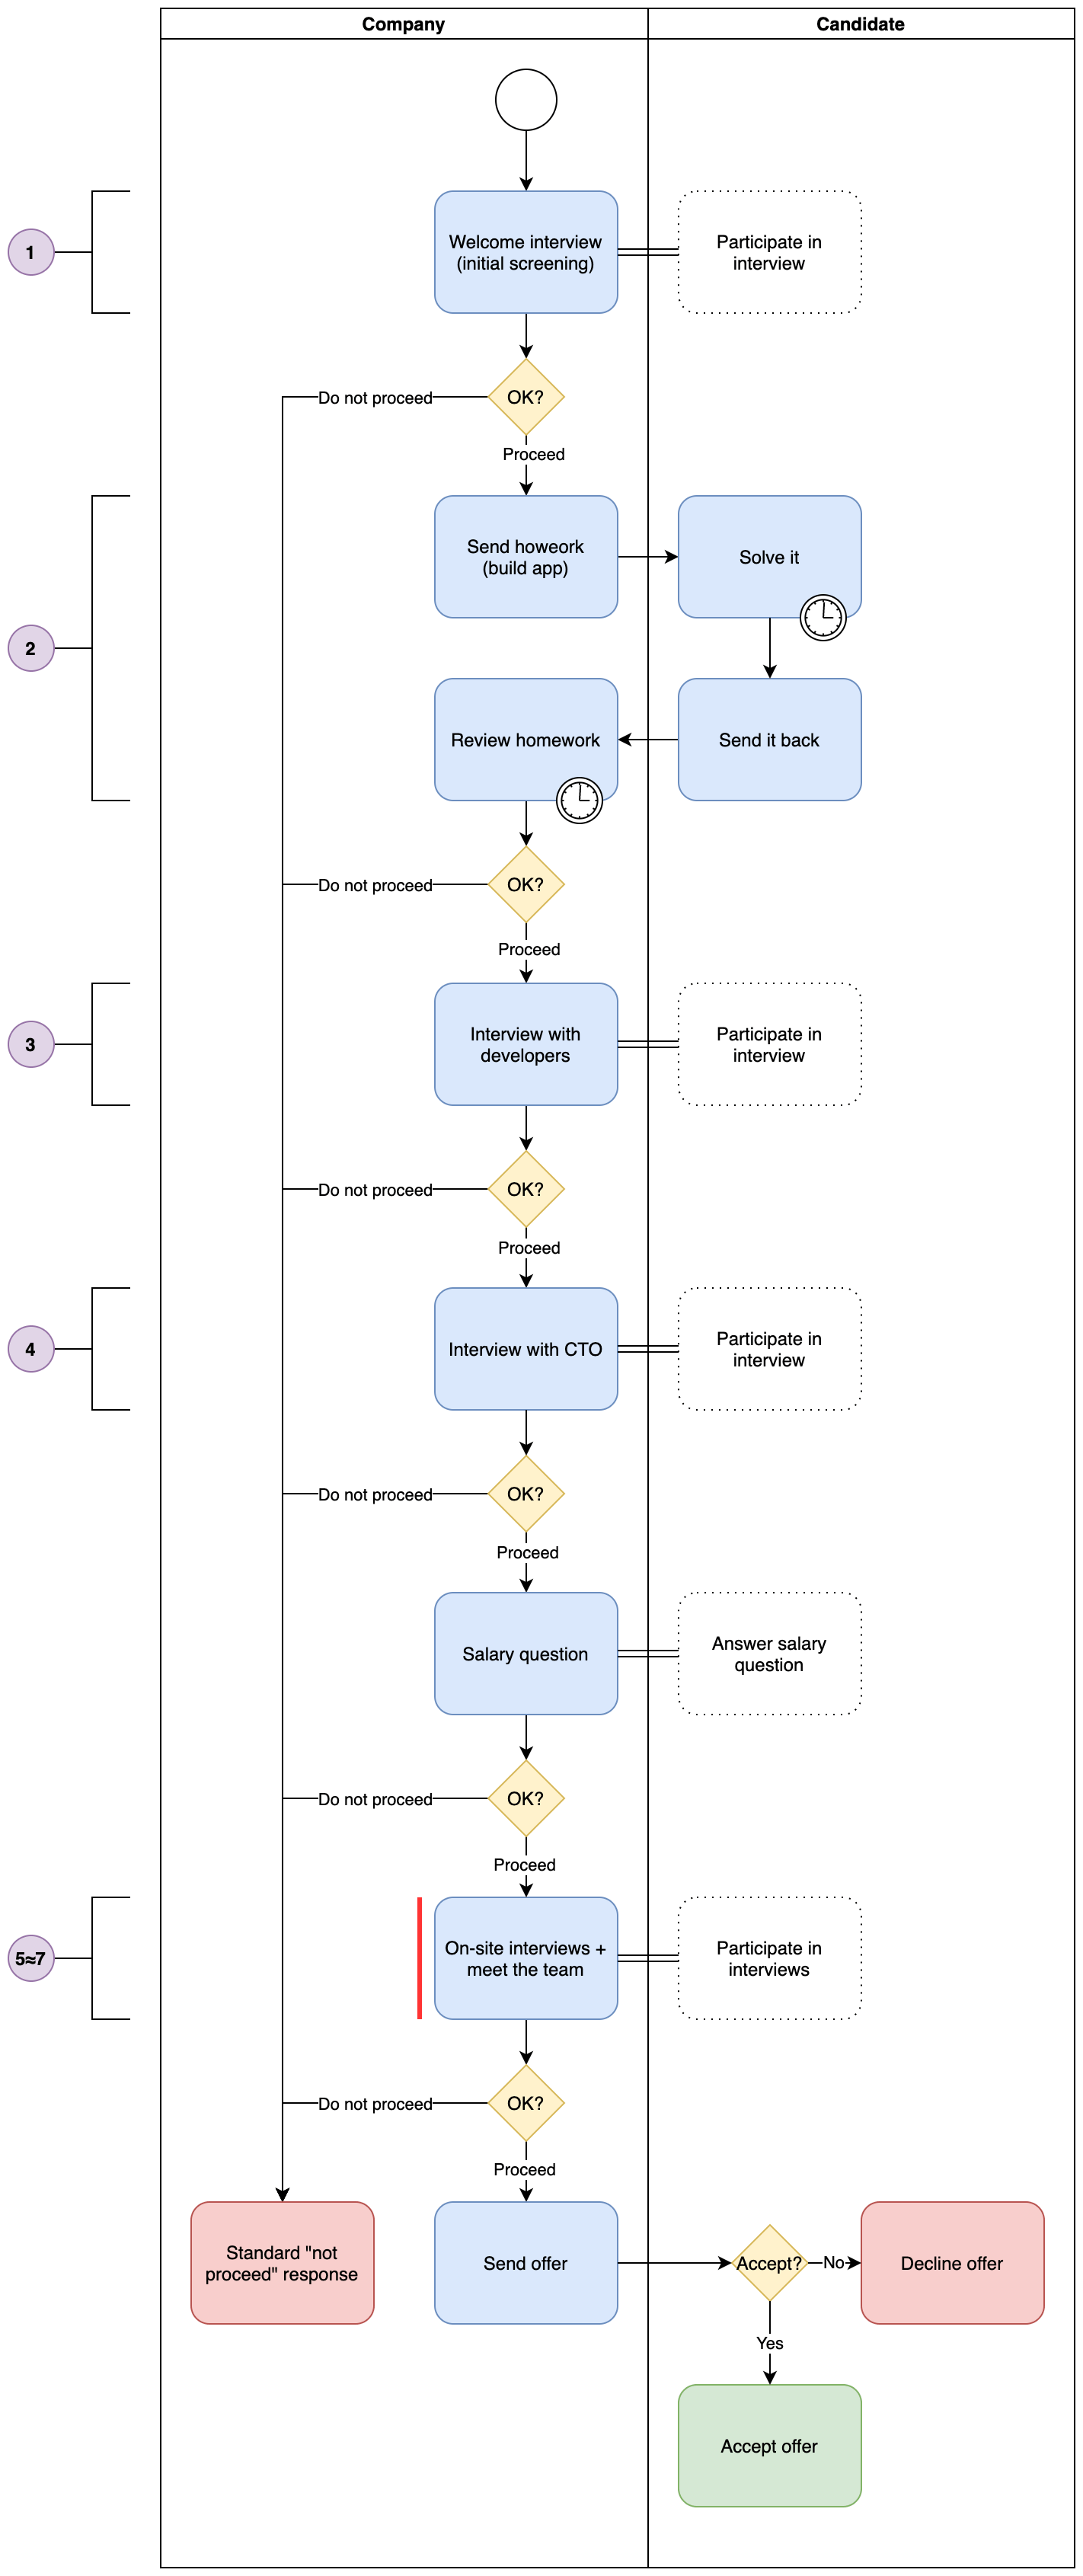 Company
Candidate
1
Welcome interview
(initial screening)
Participate in
interview
OK?
Do not proceed
Proceed
2
Send howeork
(build app)
Solve it
Review homework
Send it back
OK?
Do not proceed
Proceed
3
Interview with
developers
Participate in
interview
OK?
Do not proceed
Proceed
4
Interview with CTO
Participate in
interview
OK?
Do not proceed
Proceed
Salary question
Answer salary
question
OK?
Do not proceed
Proceed
5≈7
On-site interviews +
meet the team
Participate in
interviews
OK?
Do not proceed
Proceed
Standard "not
proceed" response
Send offer
Accept?
No
Decline offer
Yes
Accept offer